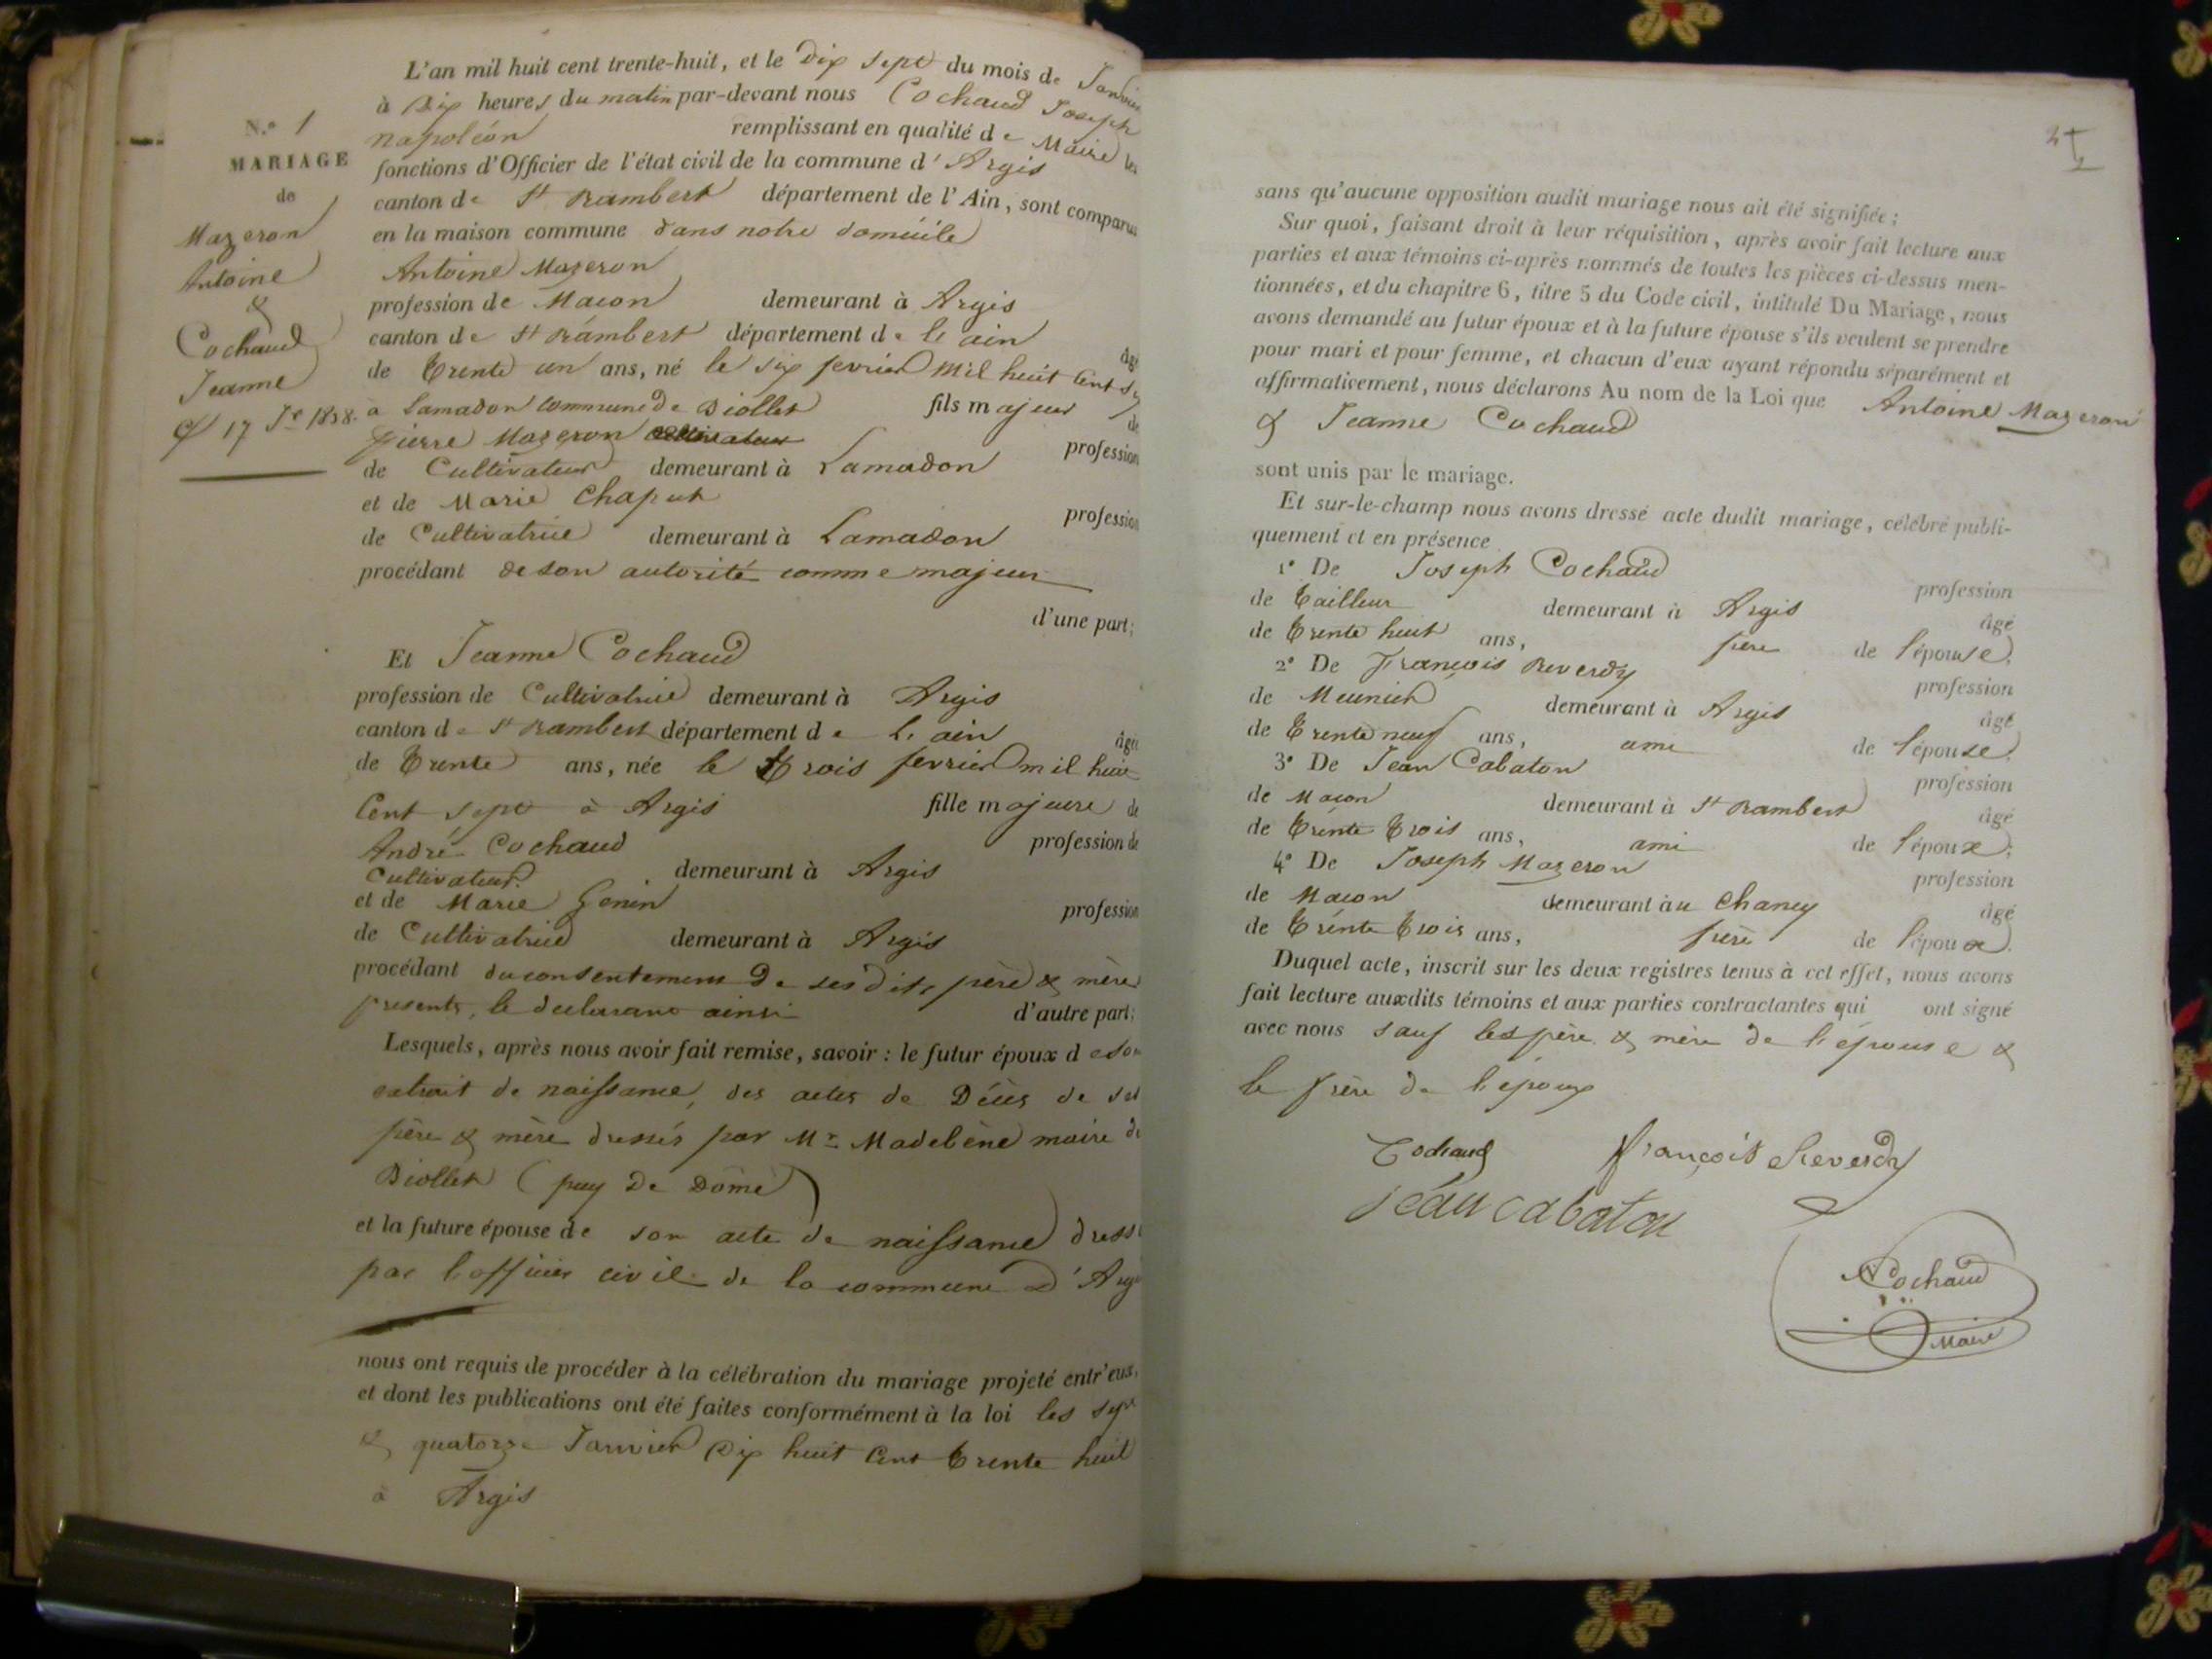 N.° 1
MARIAGE
de
Mazeron
Antoine
&
Cochaud
Jeanne
17 Jer 1838.
L'an mil huit cent trente-huit, et le Dix sept du mois de Janvier
à Dix heures du matin par-devant nous Cochaud Joseph
Napoléon remplissant en qualité de Maire les
fonctions d'Officier de l'état civil de la commune d'Argis
canton de St Rambert département de l'Ain, sont comparus
en la maison commune dans notre domicile
Antoine Mazeron
profession de Macon demeurant à Argis
canton de St Rambert département de l'ain âgé
de Trente un ans, né le six fevrier mil huit Cent
à Lamadon Commune de Biollet fils majeur de
pierre Mazeron cultivateur profession
de Cultivateur demeurant à Lamadon
et de Marie Chaput profession
de Cultivatrice demeurant à Lamadon
procédant de son autorité comme majeur
d'une part;
Et Jeanne Cochaud
profession de Cultivatrice demeurant à Argis
canton de St Rambert département de l'ain âgée
de Trente ans, née le Trois fevrier mil huit
Cent sept à Argis fille majeure de
André Cochaud profession de
Cultivateur demeurant à Argis
et de Marie Genin profession
de Cultivatrice demeurant à Argis
procédant du consentement de ses dits père & mère
presents, le declarant ainsi d'autre part;
Lesquels, après nous avoir fait remise, savoir : le futur époux de son
extrait de naissance, des actes de Décès de ses
père & mère dressés par Mr Madebène maire de
Biollet (puy De Dôme)
et la future épouse de son acte de naissance dressé
par l'officier civil de la commune d'Argis
nous ont requis de procéder à la célébration du mariage projeté entr'eux,
et dont les publications ont été faites conformément à la loi les sept
& quatorze Janvier Dix huit Cent Trente huit
à Argis
sans qu'aucune opposition audit mariage nous ait été signifiée;
Sur quoi, faisant droit à leur réquisition, après avoir fait lecture aux
parties et aux témoins ci-après nommés de toutes les pièces ci-dessus men-
tionnées, et du chapitre 6, titre 5 du Code civil, intitulé Du Mariage, nous
avons demandé au futur époux et à la future épouse s'ils veulent se prendre
pour mari et pour femme, et chacun d'eux ayant répondu séparément et
affirmativement, nous déclarons Au nom de la Loi que Antoine Mazeron
& Jeanne Cochaud
sont unis par le mariage.
Et sur-le-champ nous avons dressé acte dudit mariage, célébré publi-
quement et en présence
1° De Joseph Cochaud profession
de Tailleur demeurant à Argis âgé
de Trente huit ans, frere de l'épouse;
2° De François Reverdy profession
de Meunier demeurant à Argis âgé
de Trente neuf ans, ami de l'épouse;
3° De Jean Cabaton profession
de Macon demeurant à St Rambert âgé
de Trente Trois ans, ami de l'époux;
4° De Joseph Mazeron profession
de Macon demeurant au Chaney âgé
de Trente Trois ans, frère de l'époux.
Duquel acte, inscrit sur les deux registres tenus à cet effet, nous avons
fait lecture auxdits témoins et aux parties contractantes qui ont signé
avec nous sauf les père & mère de l'épouse &
le frère de l'époux
Cochaud françois Reverdy
jean cabaton
Cochaud
Maire